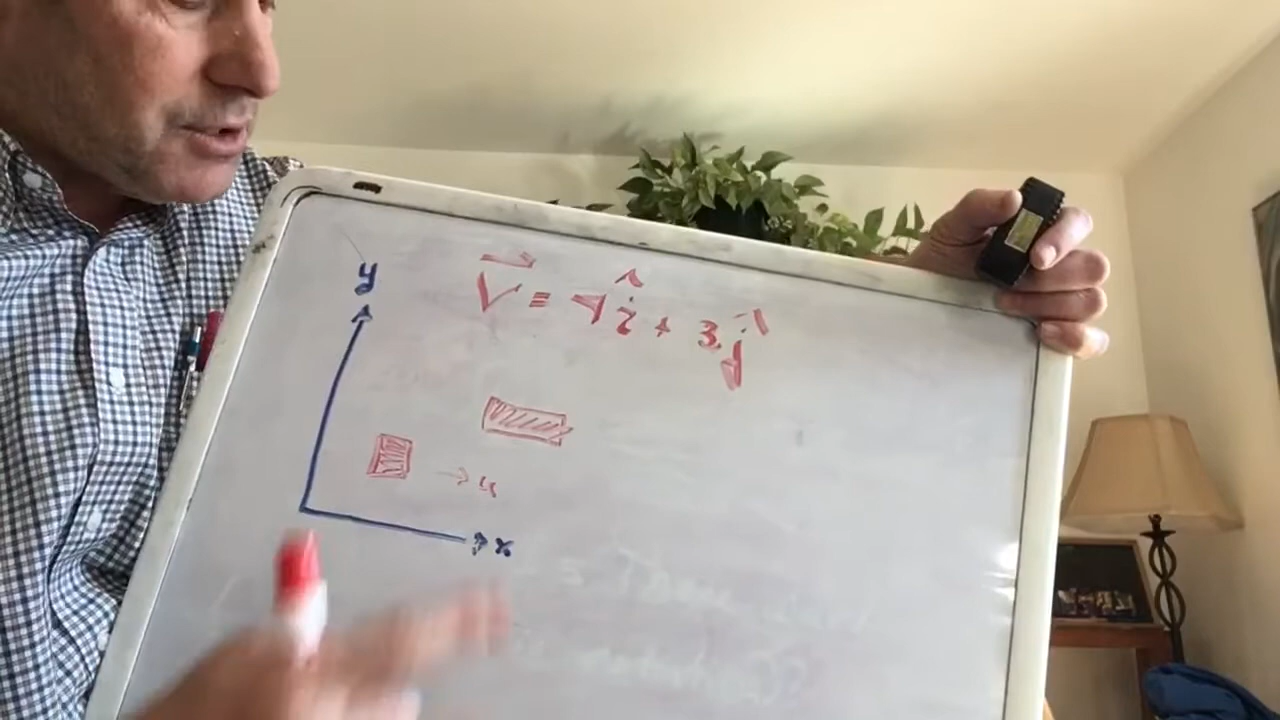 V⃗ = 4î + 3ĵ
y
→ u
x